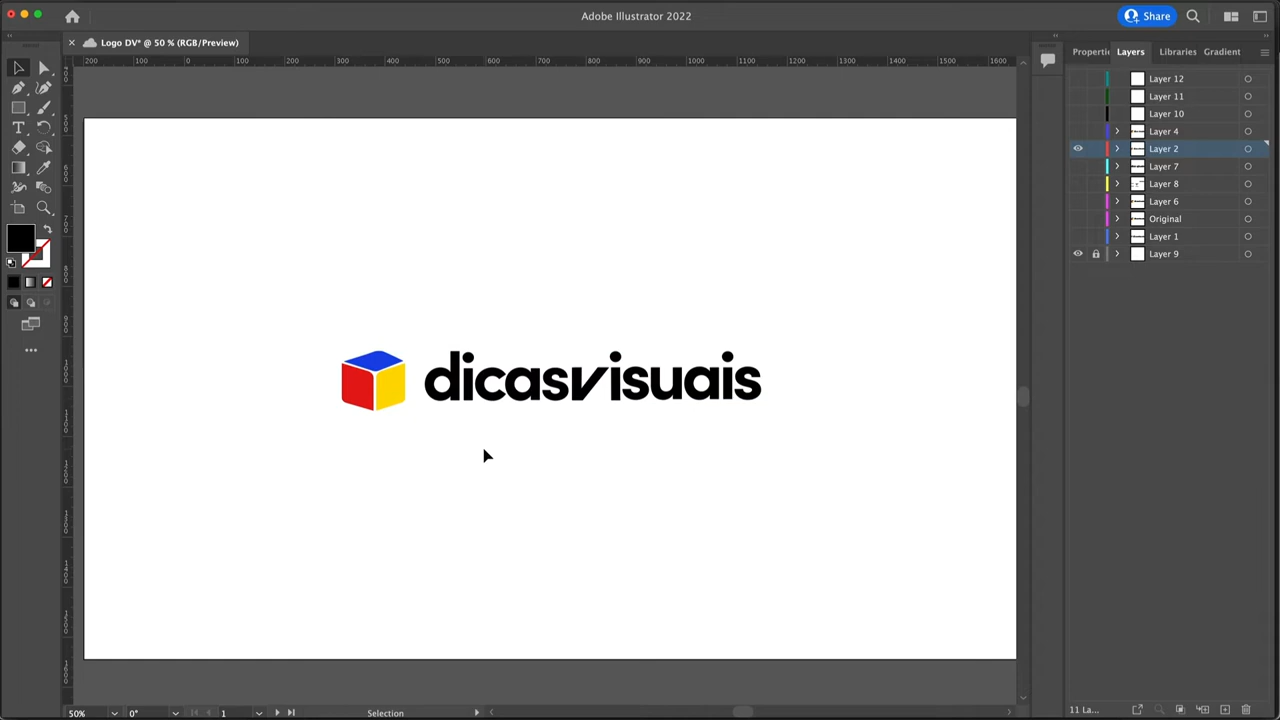 Adobe Illustrator 2022
Share
Logo DV* @ 50 % (RGB/Preview)
Properti
Layers
Libraries
Gradient
200 100 0 100 200 300 400 500 600 700 800 900 1000 1100 1200 1300 1400 1500 1600
Layer 12
Layer 11
Layer 10
Layer 4
Layer 2
Layer 7
Layer 8
Layer 6
Original
Layer 1
Layer 9
dicasvisuais
50%
0°
1
Selection
11 La...